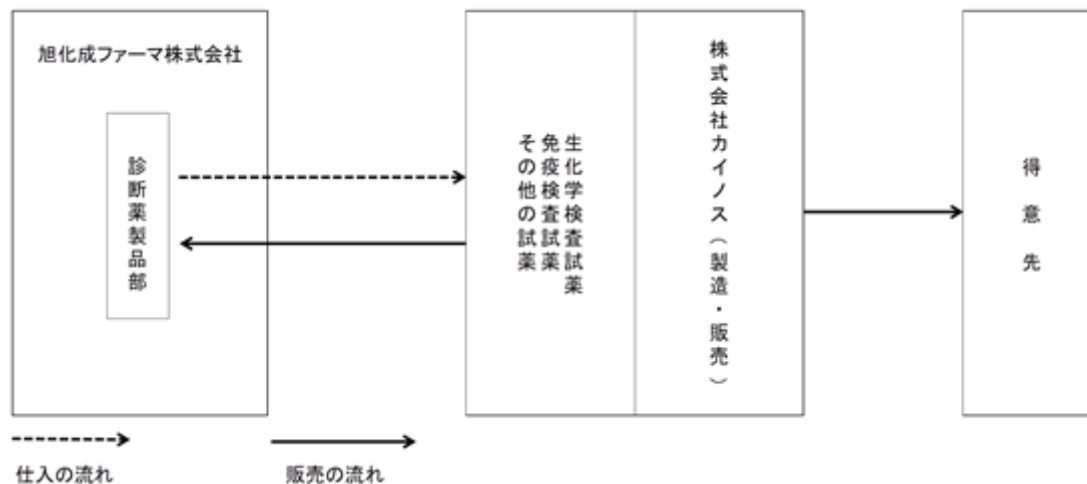 旭化成ファーマ株式会社
診断薬製品部
生化学検査試薬
免疫検査試薬
その他の試薬
株式会社カイノス（製造・販売）
得意先
仕入の流れ
販売の流れ